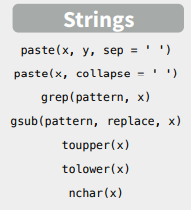 Strings
paste(x, y, sep = ' ')
paste(x, collapse = ' ')
grep(pattern, x)
gsub(pattern, replace, x)
toupper(x)
tolower(x)
nchar(x)